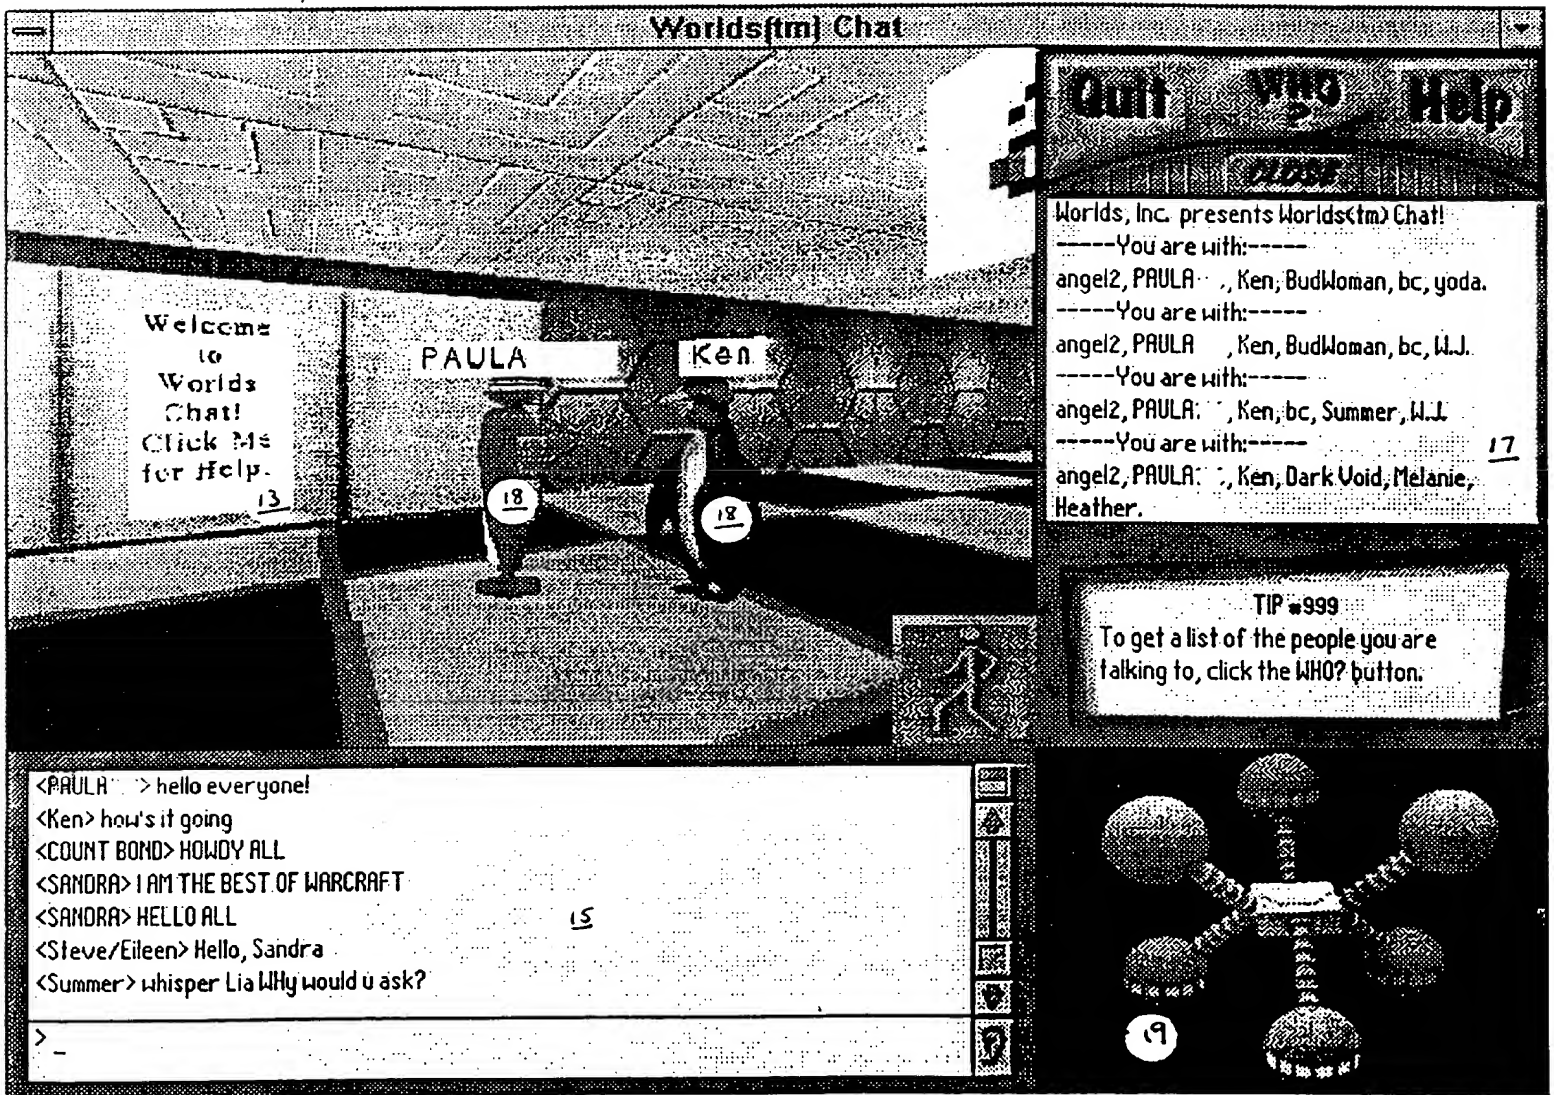 Worlds(tm) Chat
Quit
WHO
?
Help
CLOSE
Worlds, Inc. presents Worlds(tm) Chat!
-----You are with:-----
angel2, PAULA , Ken, BudWoman, bc, yoda.
-----You are with:-----
angel2, PAULA , Ken, BudWoman, bc, W.J.
-----You are with:-----
angel2, PAULA , Ken, bc, Summer, W.J.
-----You are with:-----
17
angel2, PAULA , Ken, Dark Void, Melanie,
Heather.
Welcome
to
Worlds
Chat!
Click Me
for Help.
13
PAULA
Ken
18
18
TIP #999
To get a list of the people you are
talking to, click the WHO? button.
<PAULA > hello everyone!
<Ken> how's it going
<COUNT BOND> HOWDY ALL
<SANDRA> I AM THE BEST OF WARCRAFT
<SANDRA> HELLO ALL
15
<Steve/Eileen> Hello, Sandra
<Summer> whisper Lia WHy would u ask?
>_
19